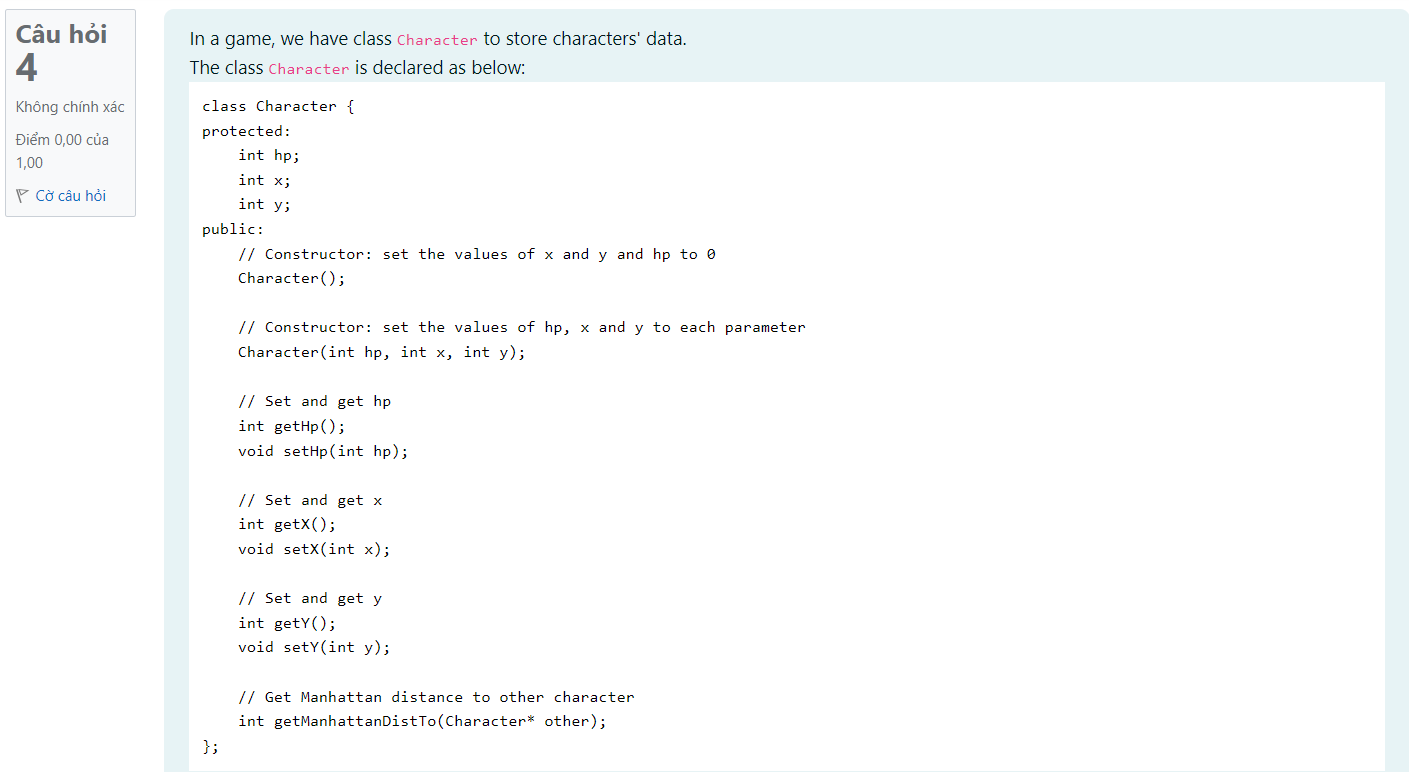 Câu hỏi
4
Không chính xác
Điểm 0,00 của
1,00
Cờ câu hỏi
In a game, we have class Character to store characters' data.
The class Character is declared as below:
class Character {
protected:
    int hp;
    int x;
    int y;
public:
    // Constructor: set the values of x and y and hp to 0
    Character();

    // Constructor: set the values of hp, x and y to each parameter
    Character(int hp, int x, int y);

    // Set and get hp
    int getHp();
    void setHp(int hp);

    // Set and get x
    int getX();
    void setX(int x);

    // Set and get y
    int getY();
    void setY(int y);

    // Get Manhattan distance to other character
    int getManhattanDistTo(Character* other);
};